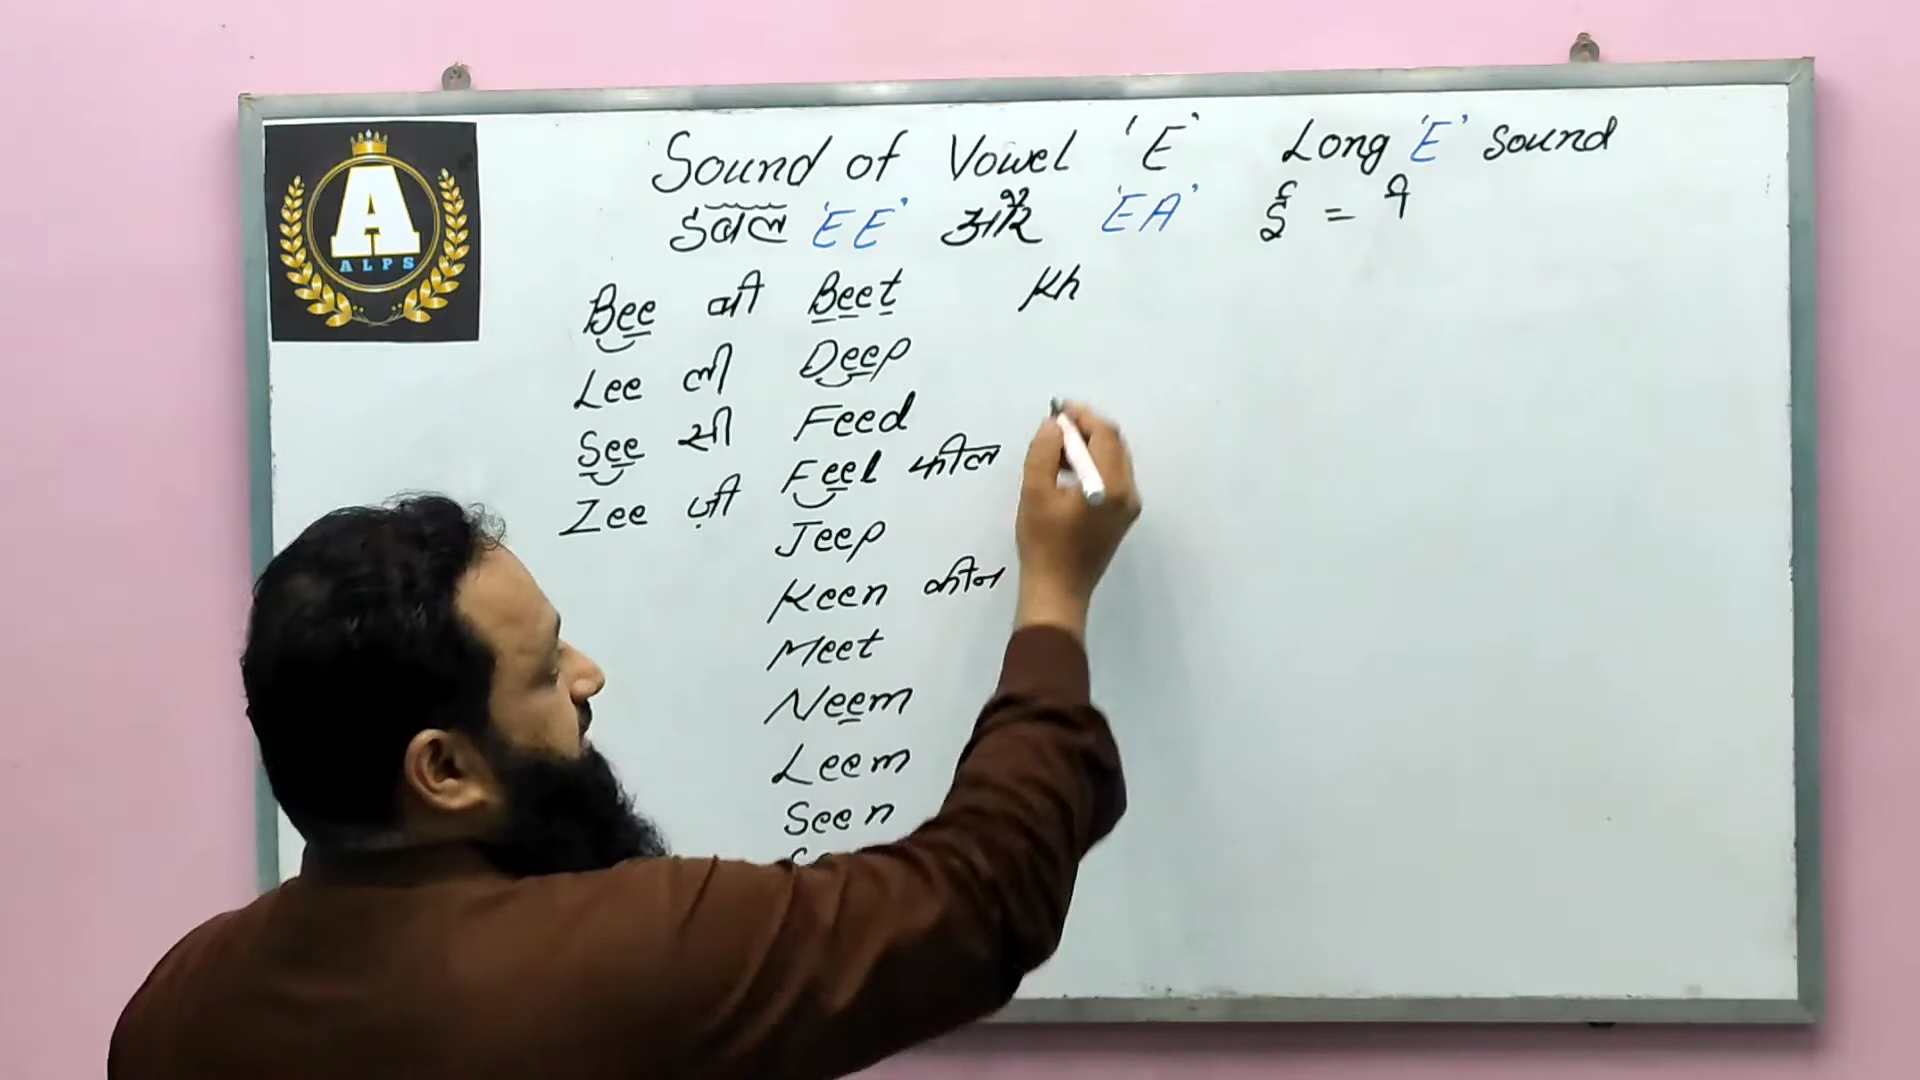 A
ALPS
Sound of Vowel 'E' Long 'E' Sound
डबल 'EE' और 'EA' ई = ी
Bee बी Beet Kh
Lee ली Deep
See सी Feed
Zee ज़ी Feel फील
Jeep
Keen कीन
Meet
Neem
Leem
Seen